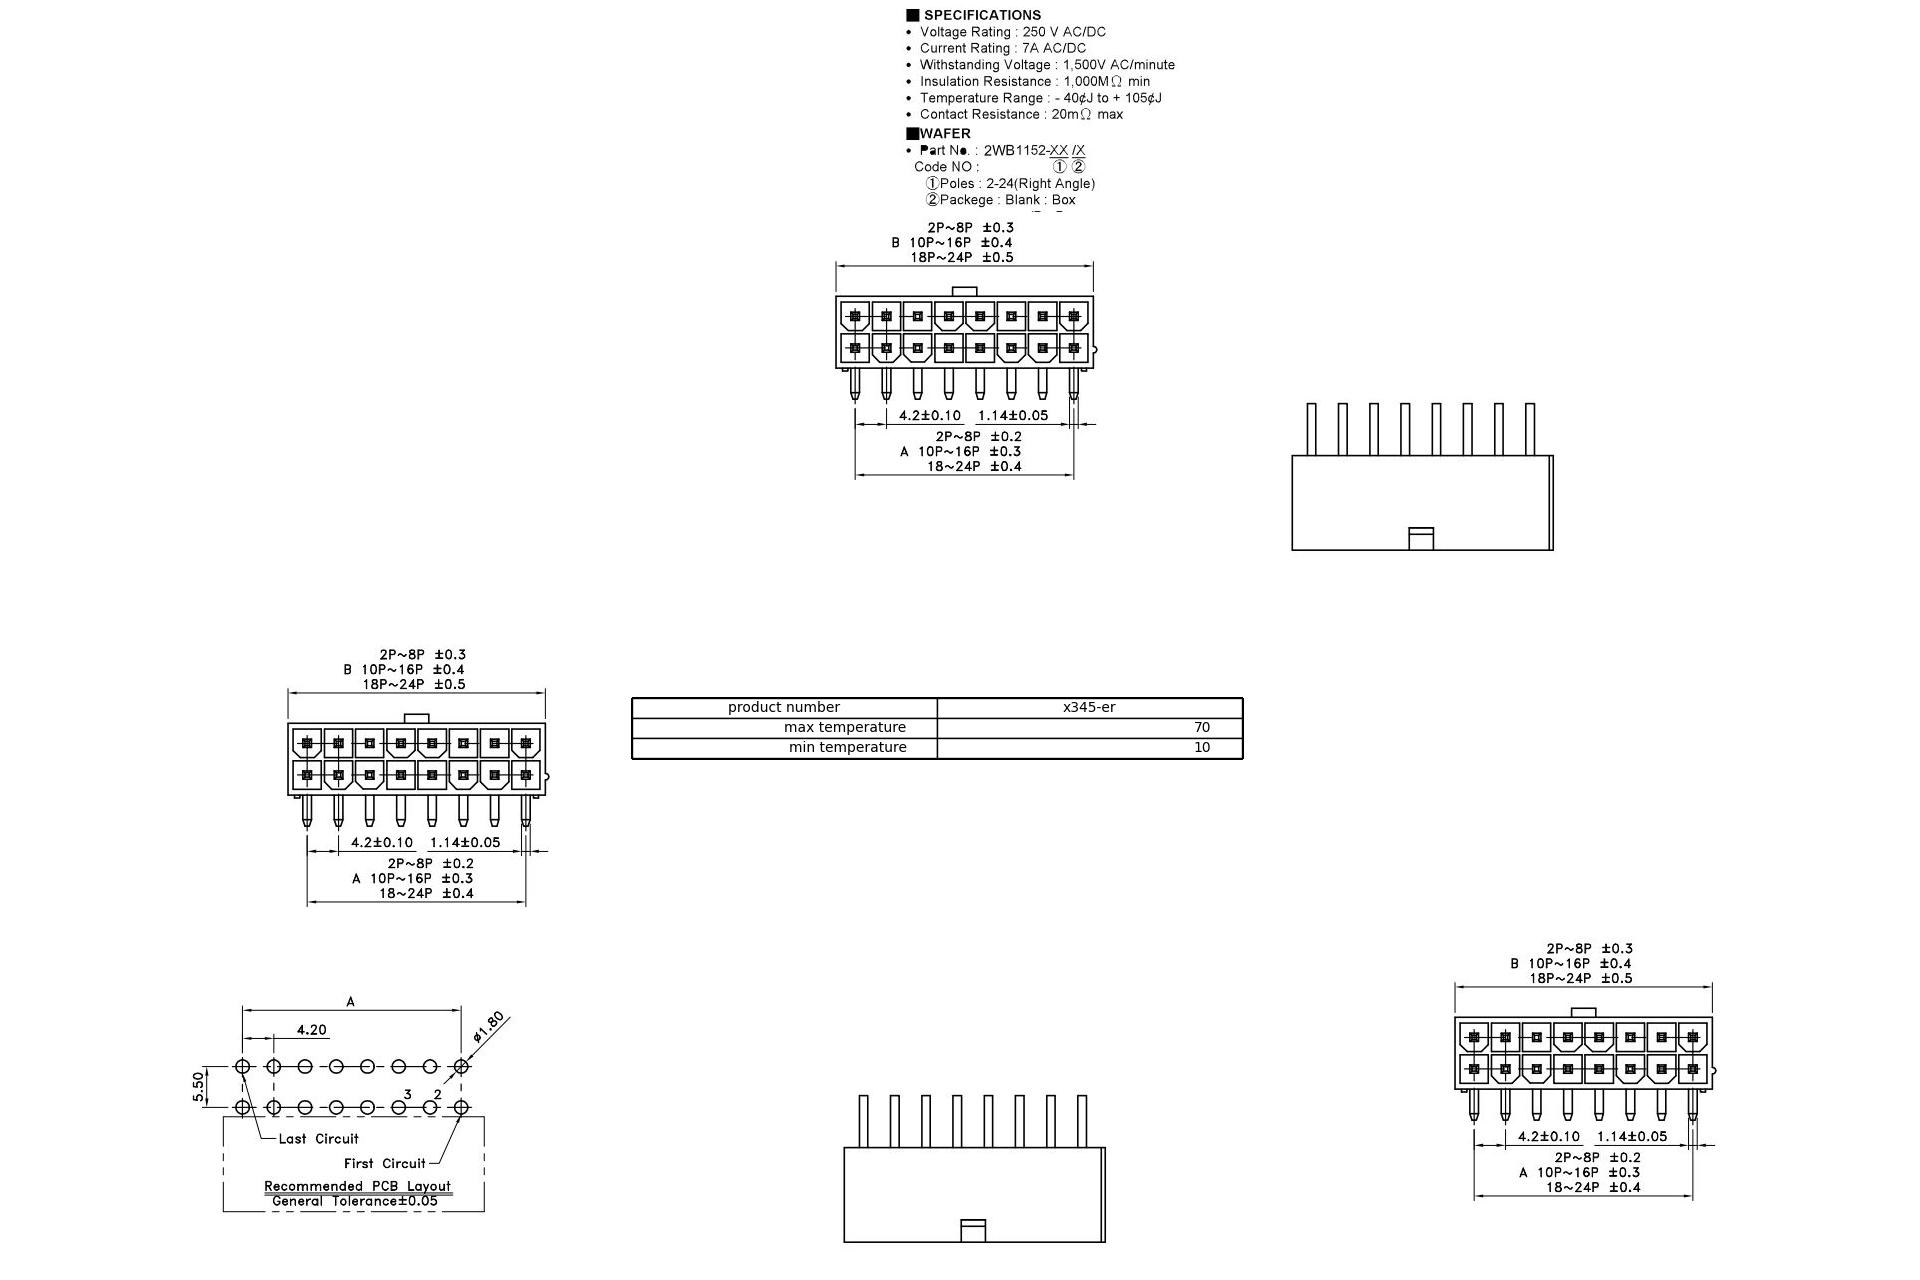 ■ SPECIFICATIONS
• Voltage Rating : 250 V AC/DC
• Current Rating : 7A AC/DC
• Withstanding Voltage : 1,500V AC/minute
• Insulation Resistance : 1,000MΩ min
• Temperature Range : - 40¢J to + 105¢J
• Contact Resistance : 20mΩ max
■WAFER
• Part No. : 2WB1152-XX /X
Code NO : ① ②
①Poles : 2-24(Right Angle)
②Packege : Blank : Box
2P~8P ±0.3
B 10P~16P ±0.4
18P~24P ±0.5
4.2±0.10 1.14±0.05
2P~8P ±0.2
A 10P~16P ±0.3
18~24P ±0.4
2P~8P ±0.3
B 10P~16P ±0.4
18P~24P ±0.5
4.2±0.10 1.14±0.05
2P~8P ±0.2
A 10P~16P ±0.3
18~24P ±0.4
product number x345-er
max temperature 70
min temperature 10
A
4.20
ø1.80
5.50
3 2
Last Circuit
First Circuit
Recommended PCB Layout
General Tolerance±0.05
2P~8P ±0.3
B 10P~16P ±0.4
18P~24P ±0.5
4.2±0.10 1.14±0.05
2P~8P ±0.2
A 10P~16P ±0.3
18~24P ±0.4